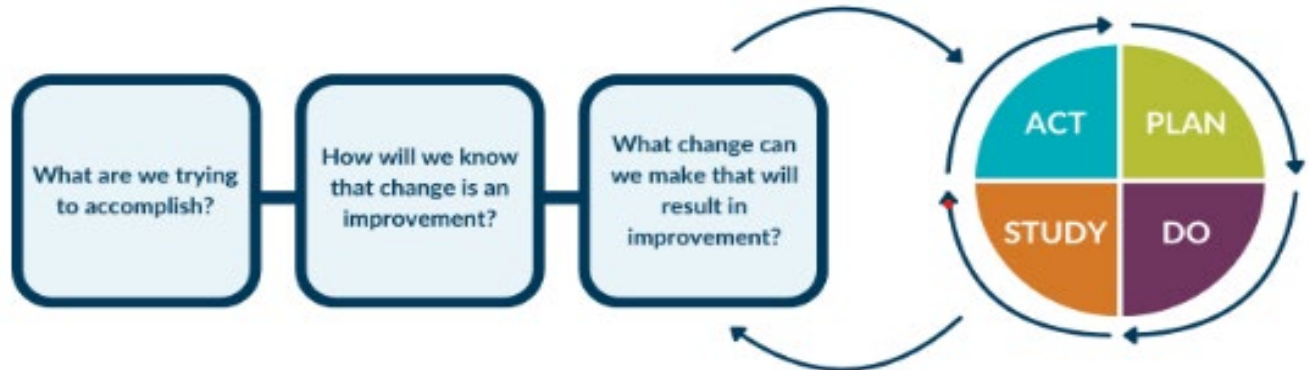 What are we trying
to accomplish?
How will we know
that change is an
improvement?
What change can
we make that will
result in
improvement?
ACT
PLAN
STUDY
DO